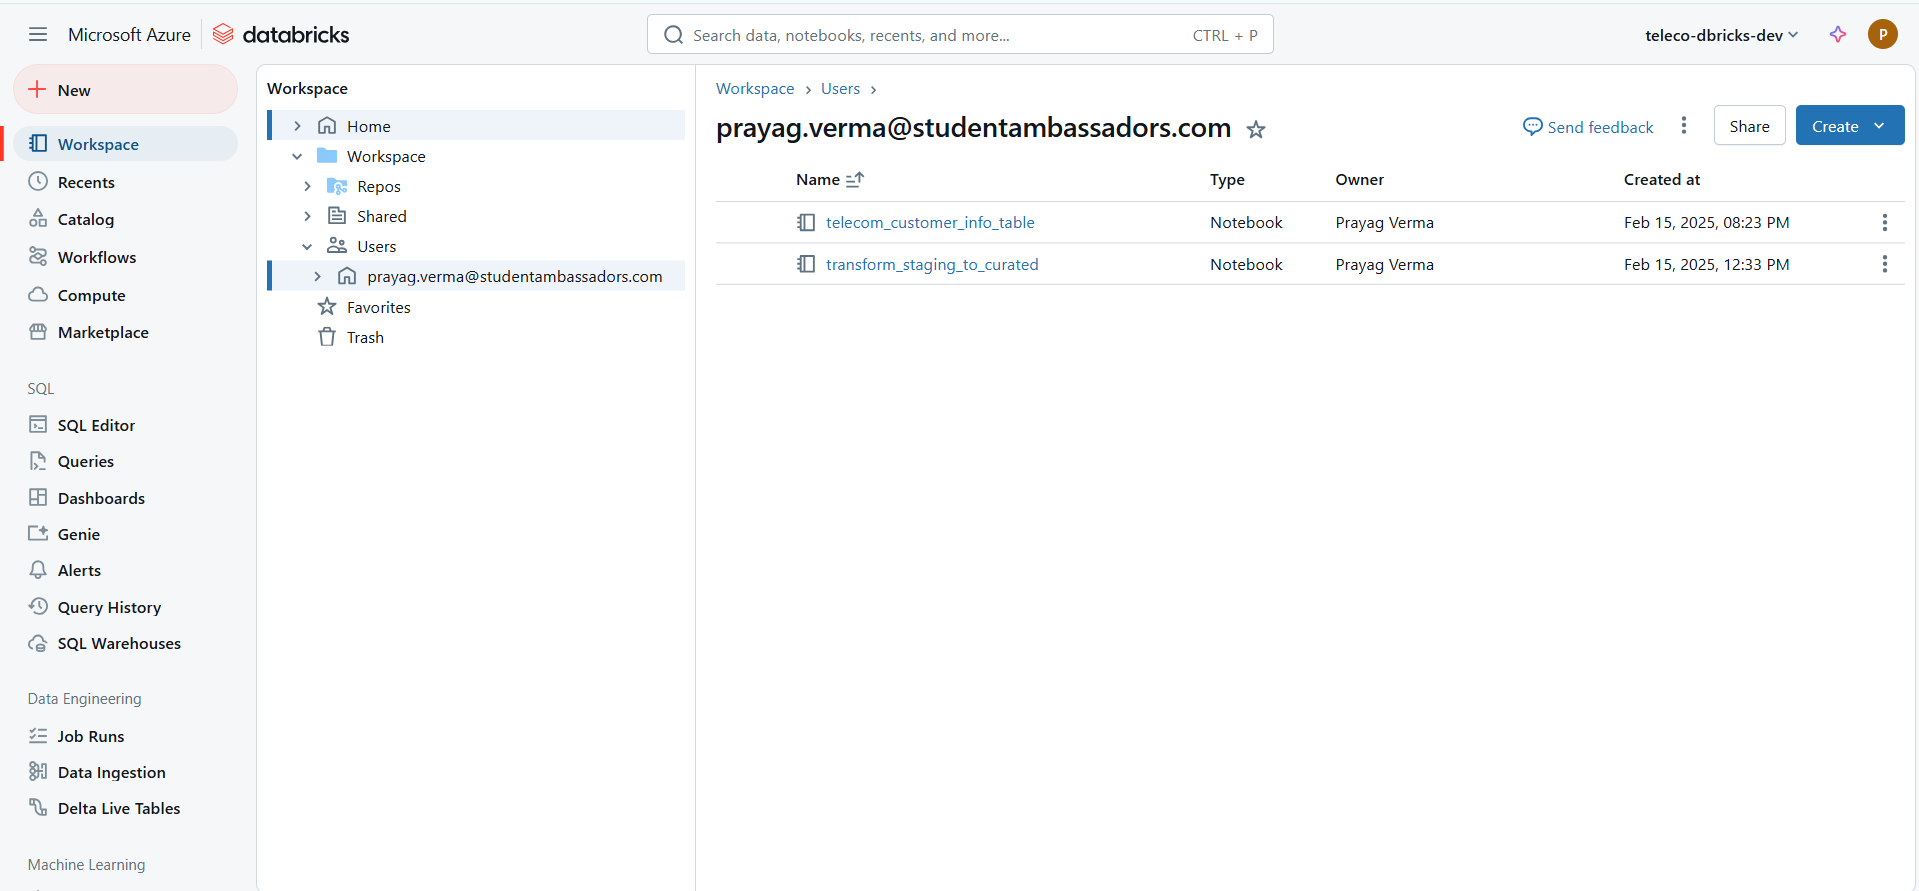 Microsoft Azure databricks
Search data, notebooks, recents, and more... CTRL + P
teleco-dbricks-dev
P
New
Workspace
Recents
Catalog
Workflows
Compute
Marketplace
SQL
SQL Editor
Queries
Dashboards
Genie
Alerts
Query History
SQL Warehouses
Data Engineering
Job Runs
Data Ingestion
Delta Live Tables
Machine Learning
Workspace
Home
Workspace
Repos
Shared
Users
prayag.verma@studentambassadors.com
Favorites
Trash
Workspace > Users >
prayag.verma@studentambassadors.com
Send feedback
Share
Create
Name Type Owner Created at
telecom_customer_info_table Notebook Prayag Verma Feb 15, 2025, 08:23 PM
transform_staging_to_curated Notebook Prayag Verma Feb 15, 2025, 12:33 PM